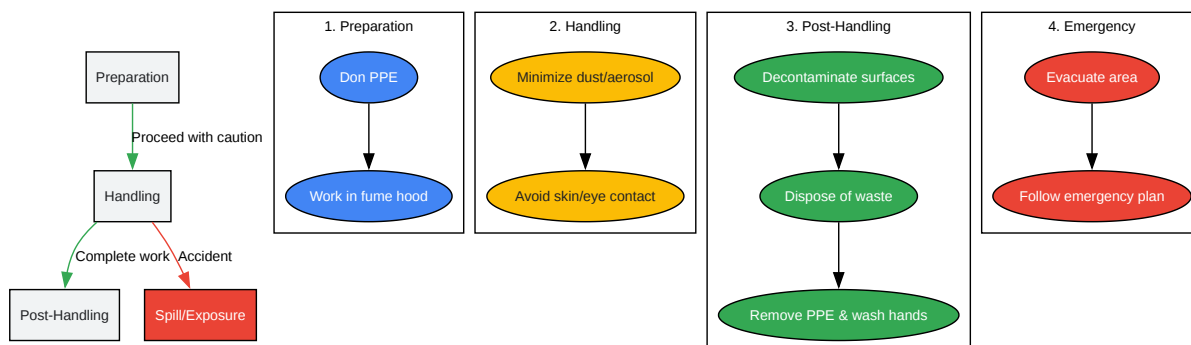 Preparation
Proceed with caution
Handling
Complete work
Accident
Post-Handling
Spill/Exposure
1. Preparation
Don PPE
Work in fume hood
2. Handling
Minimize dust/aerosol
Avoid skin/eye contact
3. Post-Handling
Decontaminate surfaces
Dispose of waste
Remove PPE & wash hands
4. Emergency
Evacuate area
Follow emergency plan